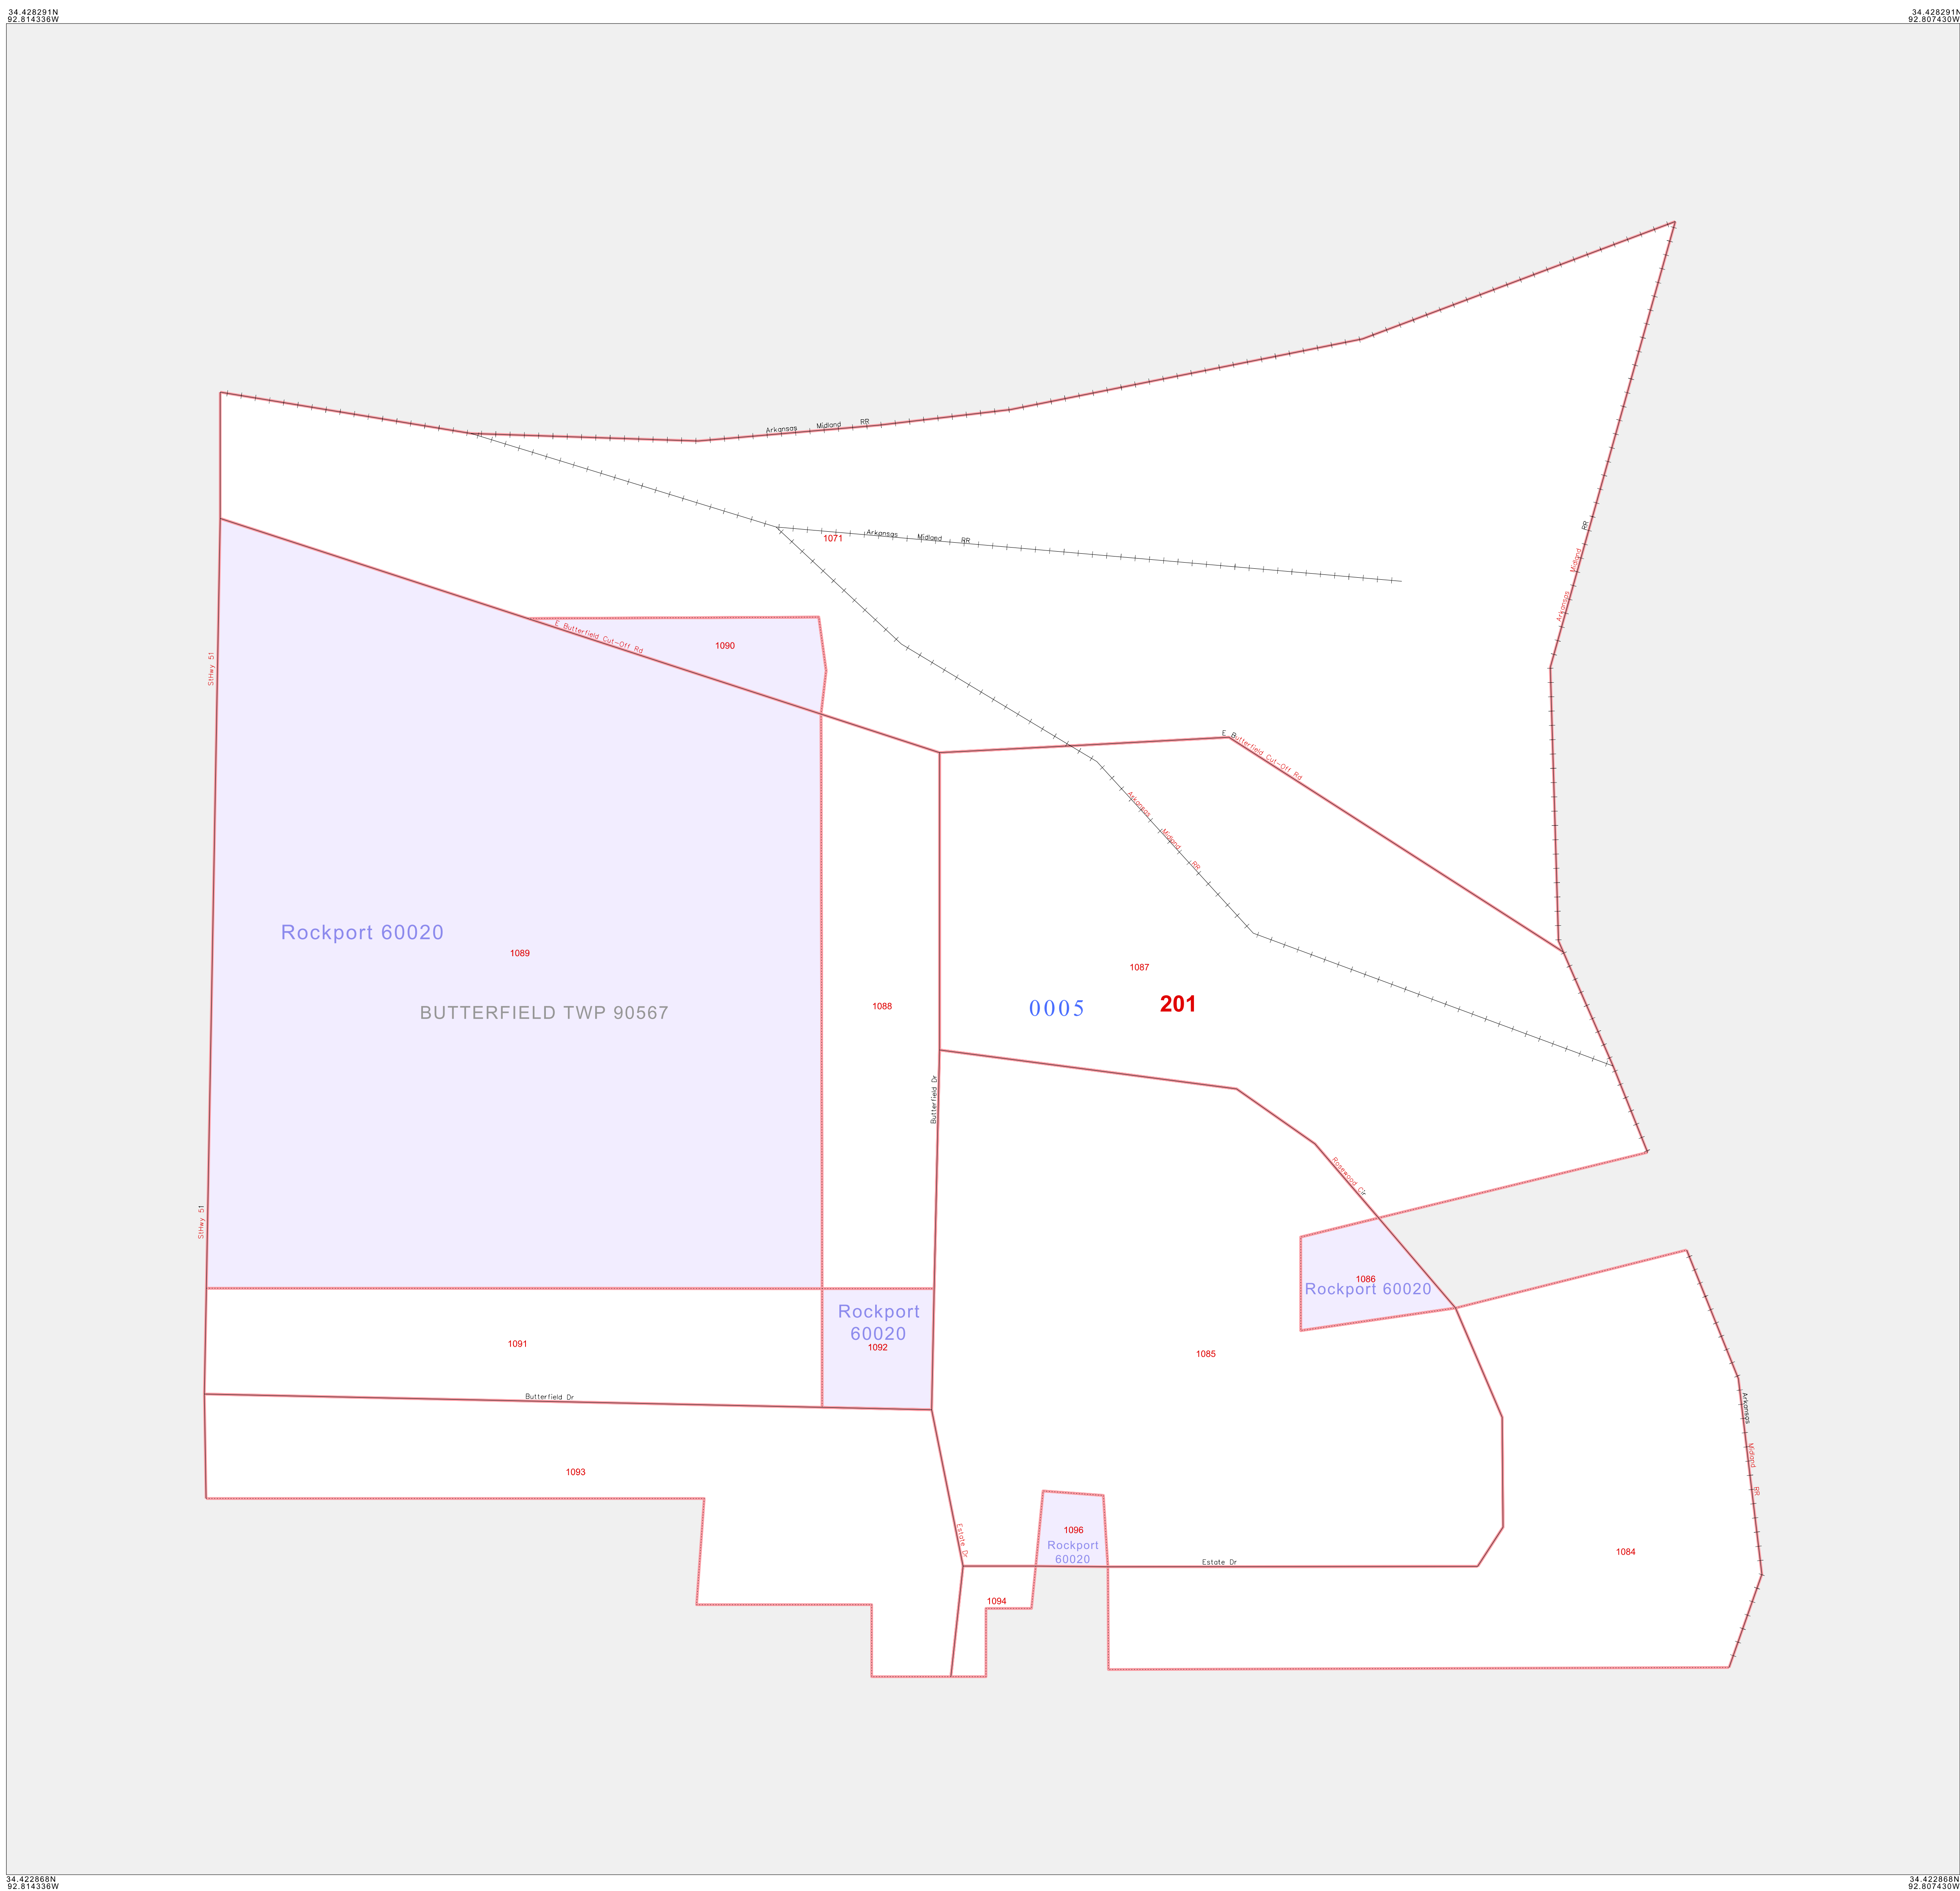 34.428291N
92.814336W
34.428291N
92.807430W
Arkansas Midland RR
Arkansas Midland RR
1071
Arkansas Midland RR
E Butterfield Cut-Off Rd
1090
StHwy 51
E Butterfield Cut-Off Rd
Arkansas Midland RR
Rockport 60020
1089
1087
BUTTERFIELD TWP 90567
1088
0005
201
Butterfield Dr
Rosewood Cir
StHwy 51
1086
Rockport 60020
Rockport
60020
1092
1091
1085
Butterfield Dr
Arkansas Midland RR
1093
Estate Dr
1096
Rockport
60020
Estate Dr
1084
1094
34.422868N
92.814336W
34.422868N
92.807430W